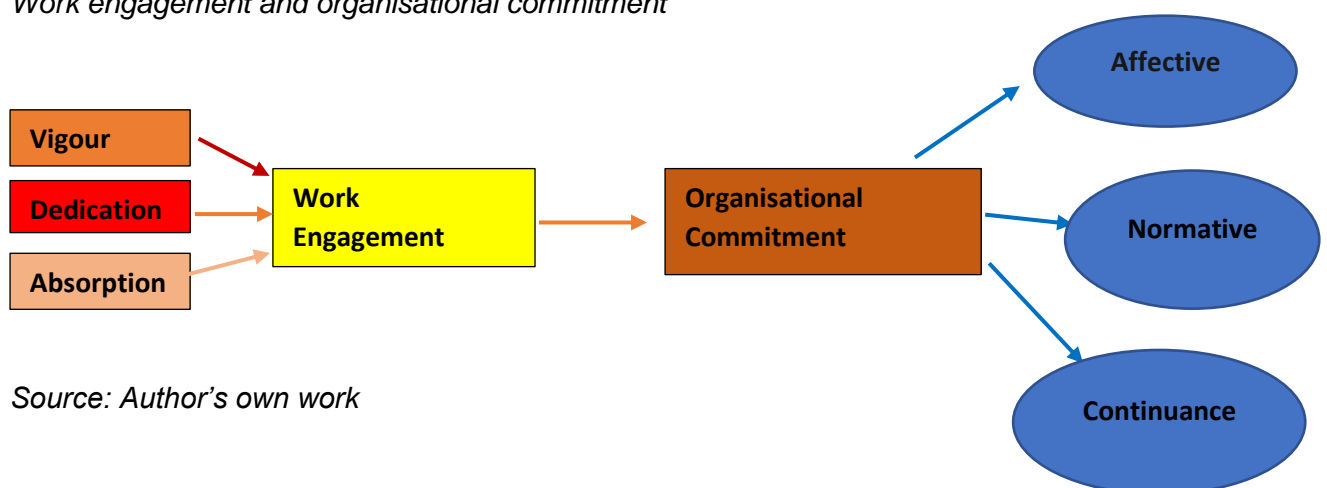 Work engagement and organisational commitment
Affective
Vigour
Dedication
Work
Engagement
Organisational
Commitment
Normative
Absorption
Continuance
Source: Author's own work